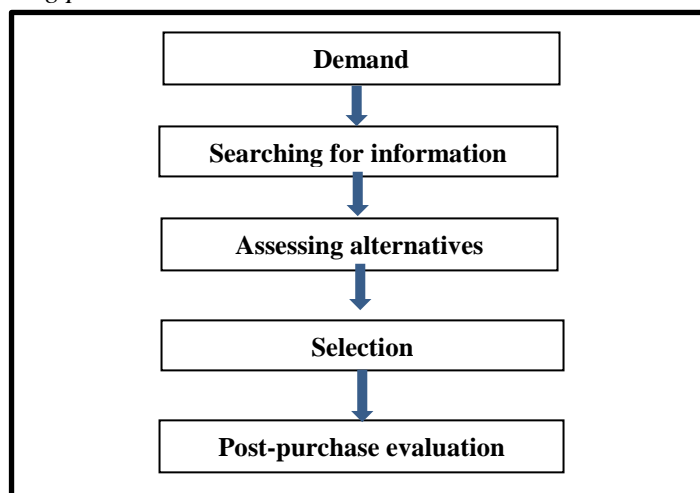 Demand
Searching for information
Assessing alternatives
Selection
Post-purchase evaluation